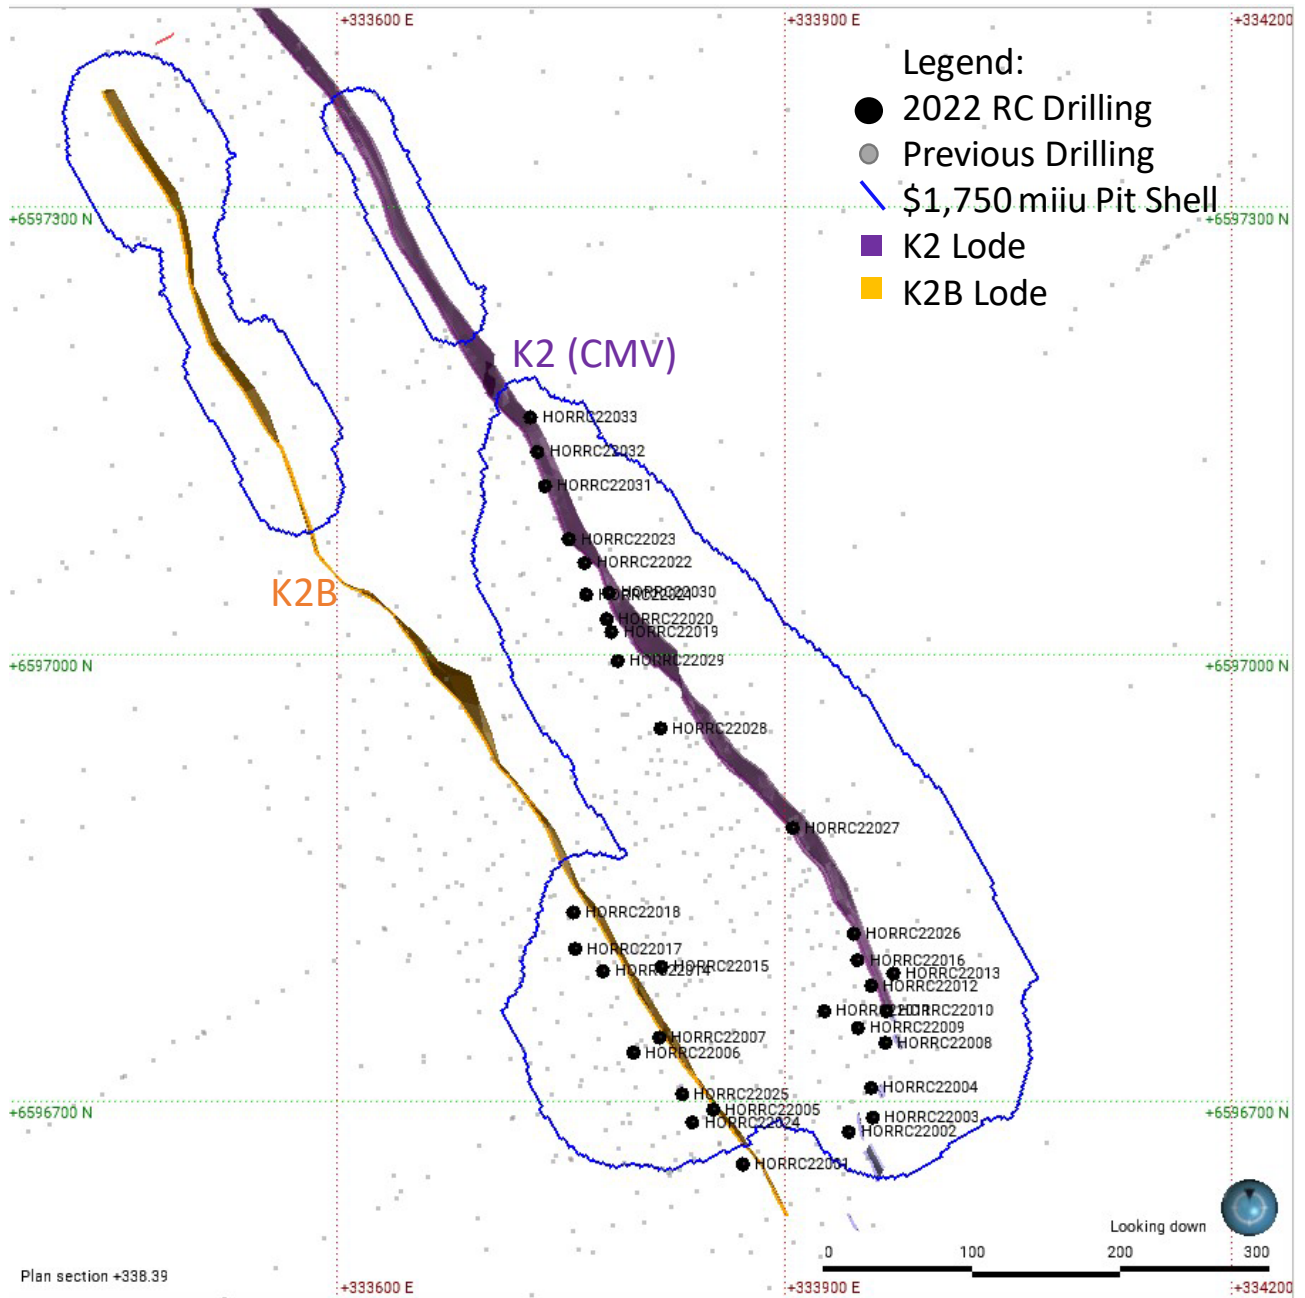 +333600 E
+333900 E
+334200
Legend:
2022 RC Drilling
Previous Drilling
$1,750 miiu Pit Shell
+6597300 N
+6597300 N
K2 Lode
K2B Lode
K2 (CMV)
HORRC22033
HORRC22032
HORRC22031
HORRC22023
HORRC22022
K2B
HORRC22030
HORRC22021
HORRC22020
HORRC22019
HORRC22029
+6597000 N
+6597000 N
HORRC22028
HORRC22027
HORRC22018
HORRC22026
HORRC22017
HORRC22016
HORRC22015
HORRC22014
HORRC22013
HORRC22012
HORRC22011
HORRC22010
HORRC22009
HORRC22007
HORRC22008
HORRC22006
HORRC22004
HORRC22025
HORRC22005
+6596700 N
+6596700 N
HORRC22003
HORRC22024
HORRC22002
HORRC22001
Looking down
0 100 200 300
Plan section +338.39
+333600 E
+333900 E
+334200